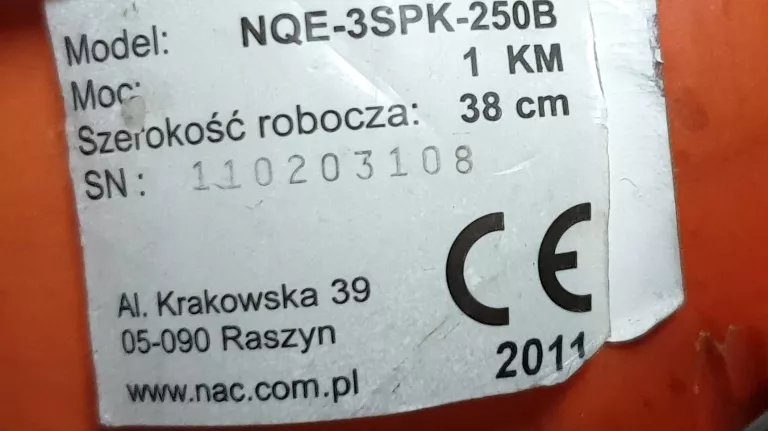 Model: NQE-3SPK-250B
Moc: 1 KM
Szerokość robocza: 38 cm
SN: 110203108
CE
Al. Krakowska 39
05-090 Raszyn
2011
www.nac.com.pl